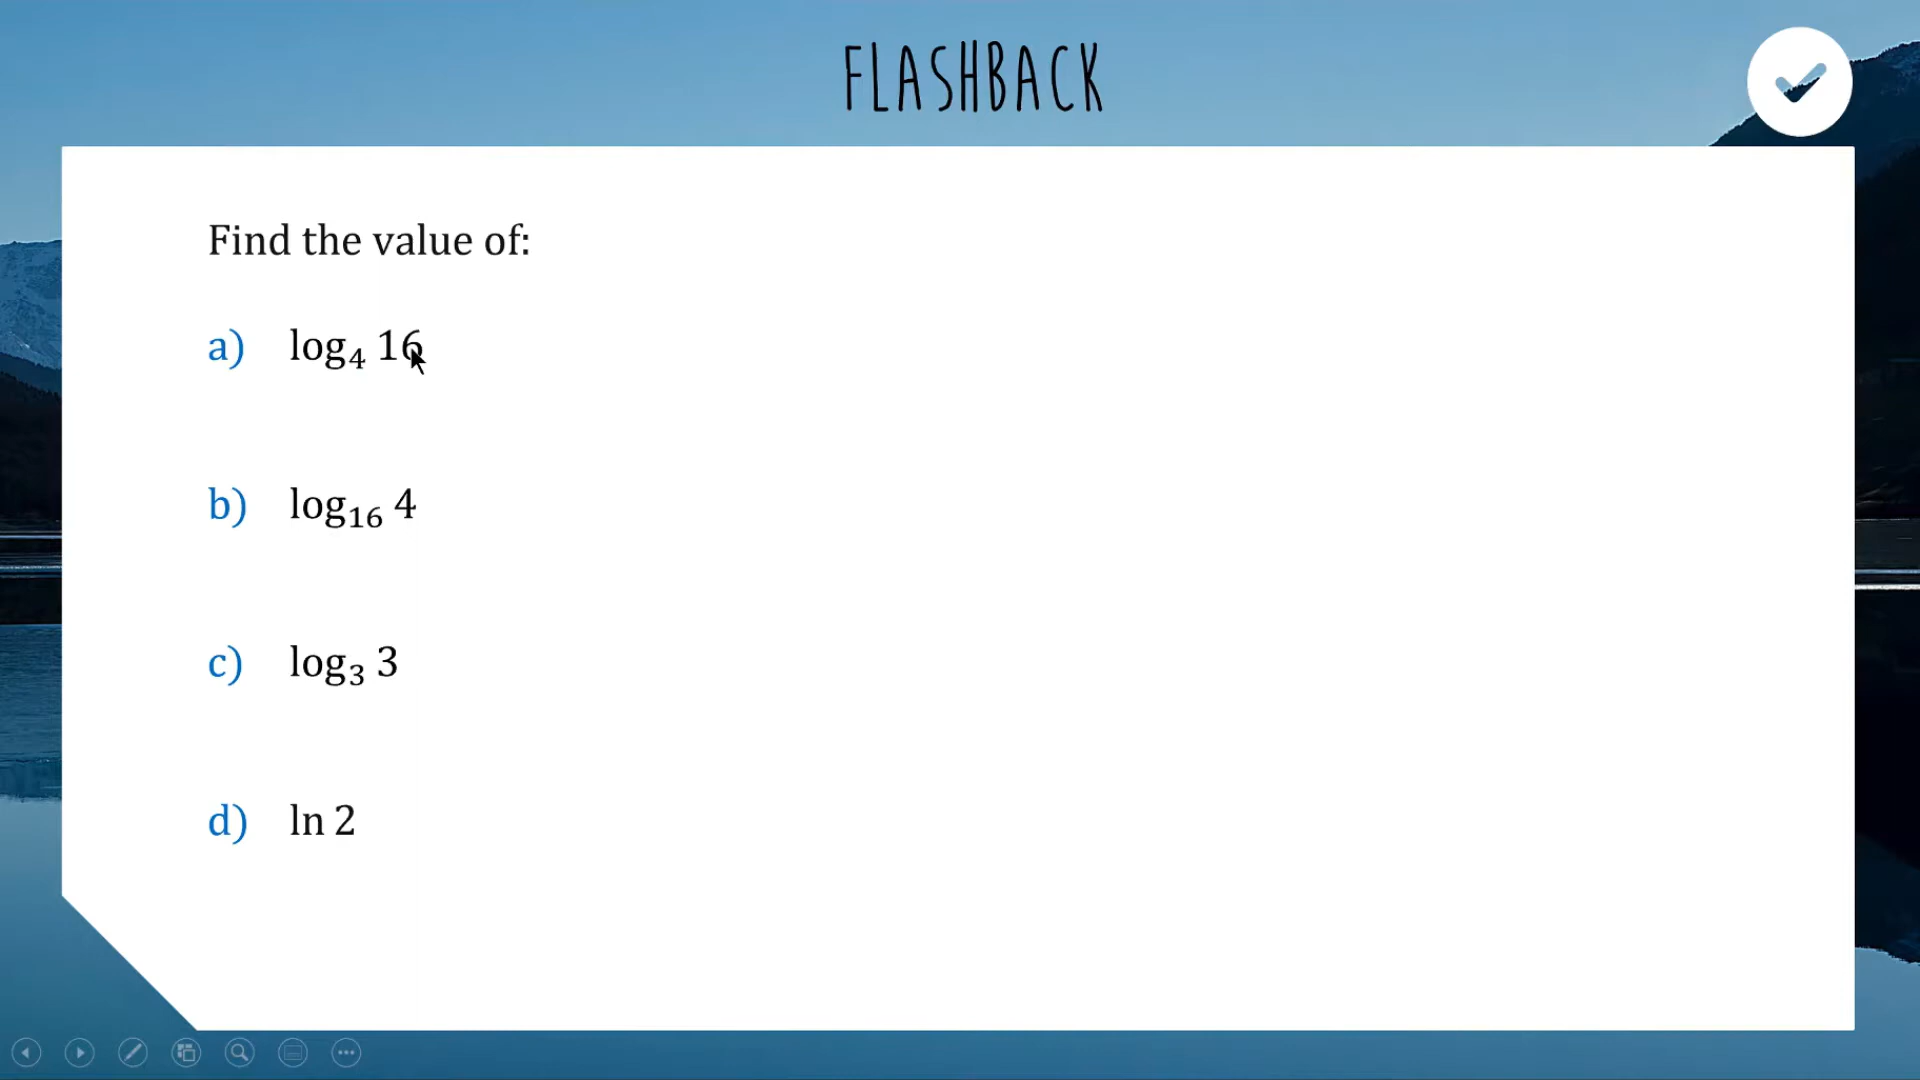 FLASHBACK
Find the value of:
a) log₄ 16
b) log₁₆ 4
c) log₃ 3
d) ln 2